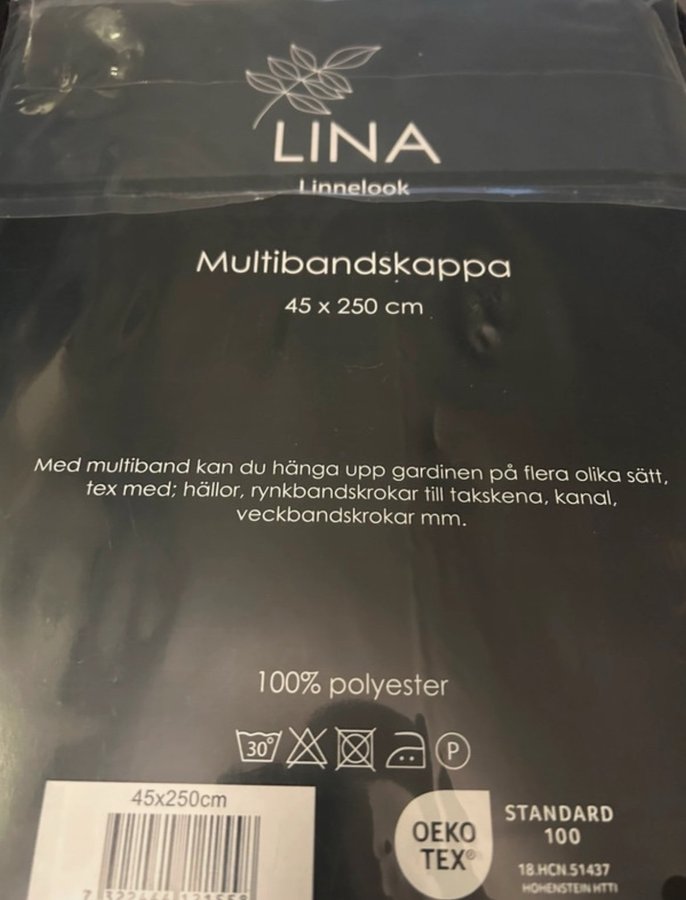 LINA
Linnelook
Multibandskappa
45 x 250 cm
Med multiband kan du hänga upp gardinen på flera olika sätt,
tex med; hällor, rynkbandskrokar till takskena, kanal,
veckbandskrokar mm.
100% polyester
30°
P
45x250cm
OEKO
TEX®
STANDARD
100
18.HCN.51437
HOHENSTEIN HTTI